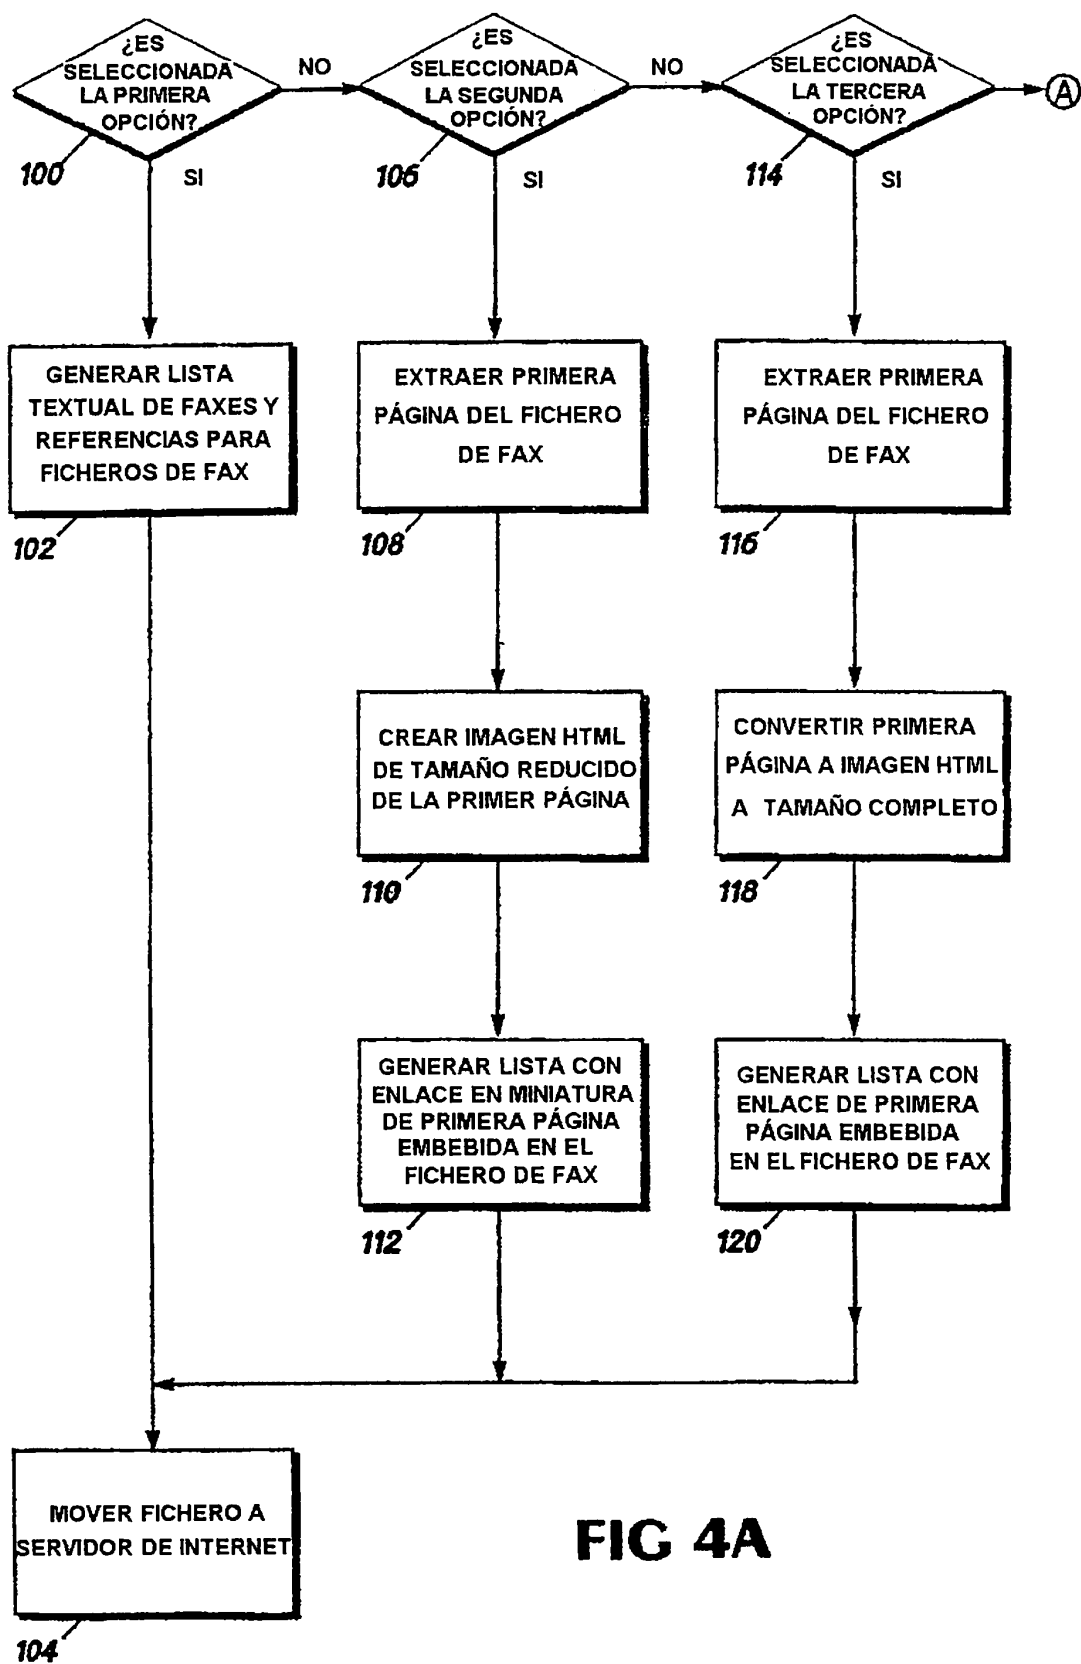 ¿ES
SELECCIONADA
LA PRIMERA
OPCIÓN?
100
SI
NO
¿ES
SELECCIONADA
LA SEGUNDA
OPCIÓN?
106
SI
NO
¿ES
SELECCIONADA
LA TERCERA
OPCIÓN?
114
SI
A
GENERAR LISTA
TEXTUAL DE FAXES Y
REFERENCIAS PARA
FICHEROS DE FAX
102
EXTRAER PRIMERA
PÁGINA DEL FICHERO
DE FAX
108
EXTRAER PRIMERA
PÁGINA DEL FICHERO
DE FAX
116
CREAR IMAGEN HTML
DE TAMAÑO REDUCIDO
DE LA PRIMER PÁGINA
110
CONVERTIR PRIMERA
PÁGINA A IMAGEN HTML
A TAMAÑO COMPLETO
118
GENERAR LISTA CON
ENLACE EN MINIATURA
DE PRIMERA PÁGINA
EMBEBIDA EN EL
FICHERO DE FAX
112
GENERAR LISTA CON
ENLACE DE PRIMERA
PÁGINA EMBEBIDA
EN EL FICHERO DE FAX
120
MOVER FICHERO A
SERVIDOR DE INTERNET
104
FIG 4A